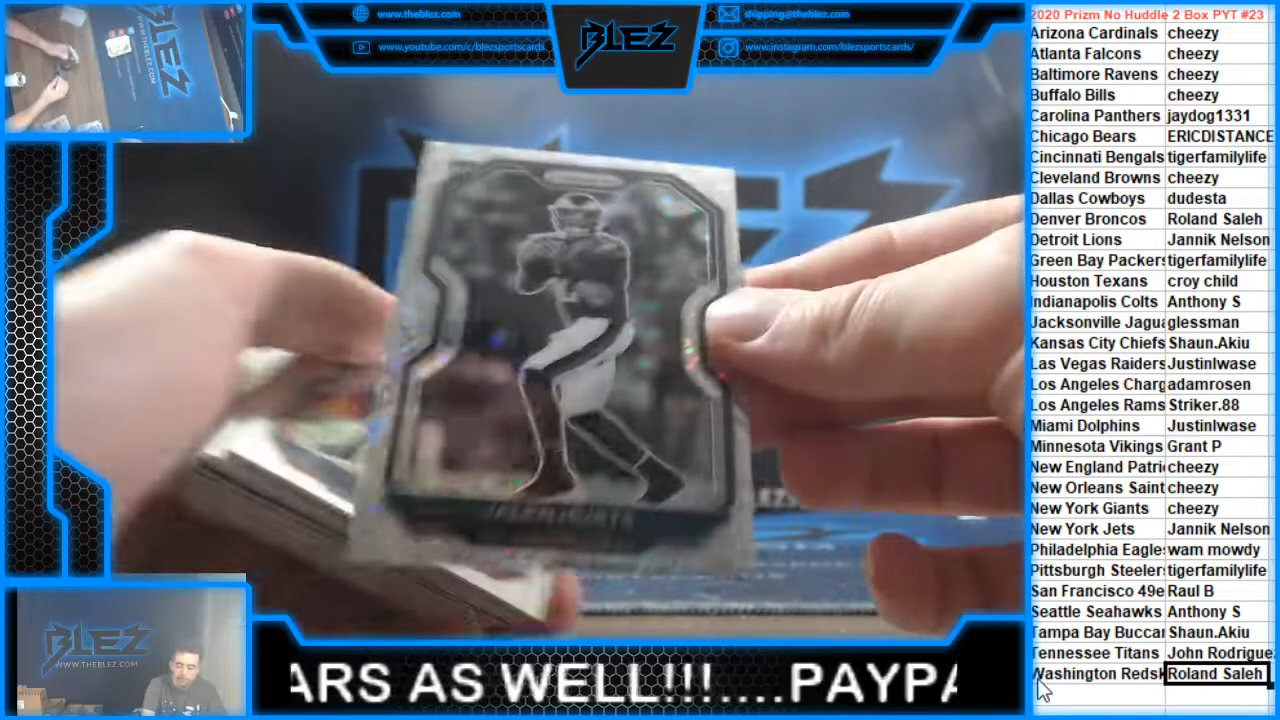 www.theblez.com
shipping@theblez.com
www.youtube.com/c/blezsportscards
www.instagram.com/blezsportscards/
BLEZ
WWW.THEBLEZ.COM
BLEZ
WWW.THEBLEZ.COM
ARS AS WELL!!!....PAYPA
2020 Prizm No Huddle 2 Box PYT #23
Arizona Cardinals cheezy
Atlanta Falcons cheezy
Baltimore Ravens cheezy
Buffalo Bills cheezy
Carolina Panthers jaydog1331
Chicago Bears ERICDISTANCE
Cincinnati Bengals tigerfamilylife
Cleveland Browns cheezy
Dallas Cowboys dudesta
Denver Broncos Roland Saleh
Detroit Lions Jannik Nelson
Green Bay Packers tigerfamilylife
Houston Texans croy child
Indianapolis Colts Anthony S
Jacksonville Jagua glessman
Kansas City Chiefs Shaun.Akiu
Las Vegas Raiders Justinlwase
Los Angeles Charg adamrosen
Los Angeles Rams Striker.88
Miami Dolphins Justinlwase
Minnesota Vikings Grant P
New England Patri cheezy
New Orleans Saint cheezy
New York Giants cheezy
New York Jets Jannik Nelson
Philadelphia Eagles wam mowdy
Pittsburgh Steelers tigerfamilylife
San Francisco 49e Raul B
Seattle Seahawks Anthony S
Tampa Bay Buccar Shaun.Akiu
Tennessee Titans John Rodrigue
Washington Redsk Roland Saleh